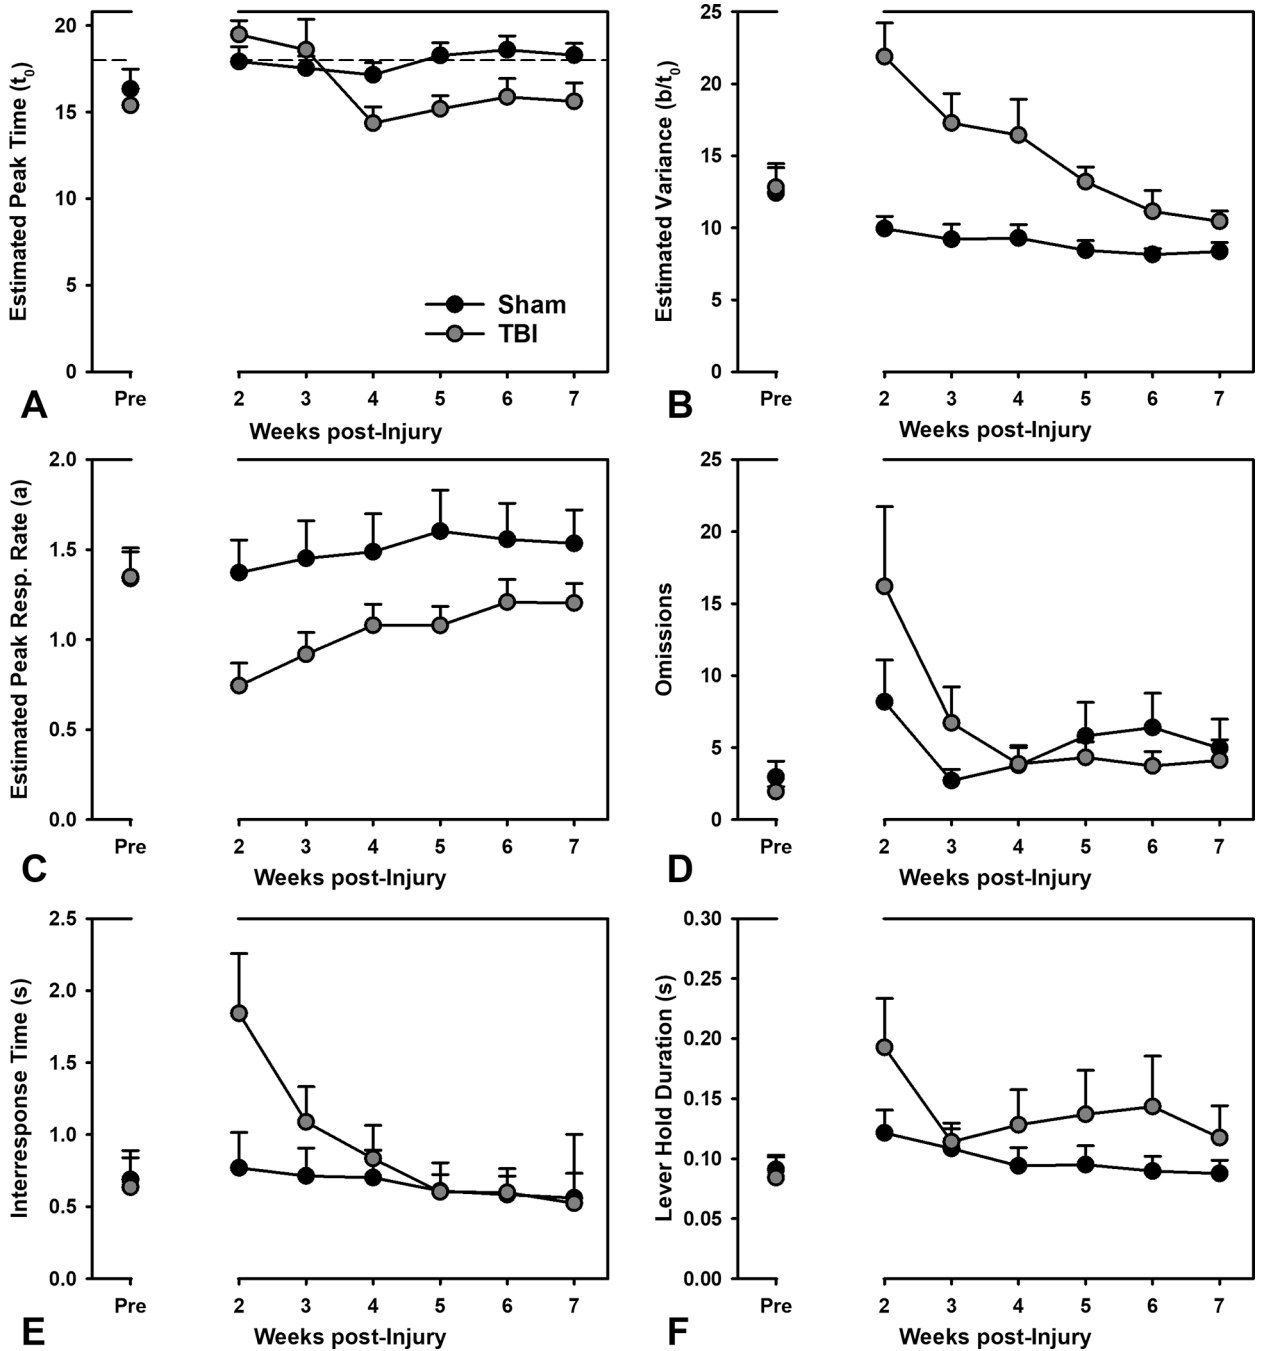 Estimated Peak Time (t0)
20
15
10
5
0
Sham
TBI
Pre
2 3 4 5 6 7
Weeks post-Injury
A
Estimated Variance (b/t0)
25
20
15
10
5
0
Pre
2 3 4 5 6 7
Weeks post-Injury
B
Estimated Peak Resp. Rate (a)
2.0
1.5
1.0
0.5
0.0
Pre
2 3 4 5 6 7
Weeks post-Injury
C
Omissions
25
20
15
10
5
0
Pre
2 3 4 5 6 7
Weeks post-Injury
D
Interresponse Time (s)
2.5
2.0
1.5
1.0
0.5
0.0
Pre
2 3 4 5 6 7
Weeks post-Injury
E
Lever Hold Duration (s)
0.30
0.25
0.20
0.15
0.10
0.05
0.00
Pre
2 3 4 5 6 7
Weeks post-Injury
F